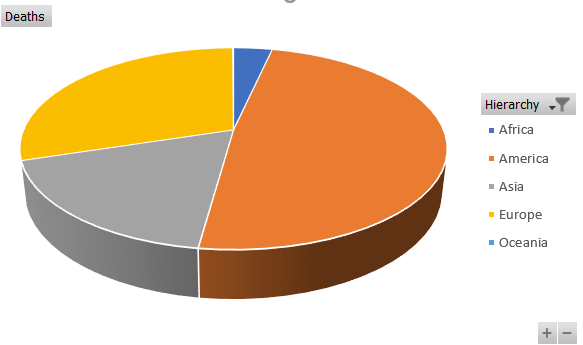 Deaths
Hierarchy
Africa
America
Asia
Europe
Oceania
+ −